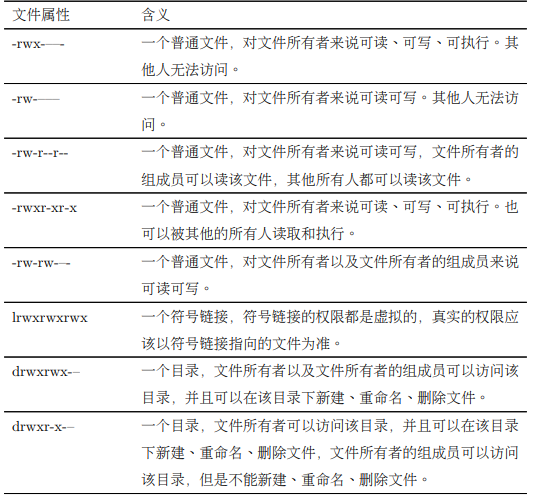 文件属性 含义
-rwx-—- 一个普通文件，对文件所有者来说可读、可写、可执行。其
他人无法访问。
-rw-—— 一个普通文件，对文件所有者来说可读可写。其他人无法访
问。
-rw-r--r-- 一个普通文件，对文件所有者来说可读可写，文件所有者的
组成员可以读该文件，其他所有人都可以读该文件。
-rwxr-xr-x 一个普通文件，对文件所有者来说可读、可写、可执行。也
可以被其他的所有人读取和执行。
-rw-rw-–- 一个普通文件，对文件所有者以及文件所有者的组成员来说
可读可写。
lrwxrwxrwx 一个符号链接，符号链接的权限都是虚拟的，真实的权限应
该以符号链接指向的文件为准。
drwxrwx-– 一个目录，文件所有者以及文件所有者的组成员可以访问该
目录，并且可以在该目录下新建、重命名、删除文件。
drwxr-x-– 一个目录，文件所有者可以访问该目录，并且可以在该目录
下新建、重命名、删除文件，文件所有者的组成员可以访问
该目录，但是不能新建、重命名、删除文件。